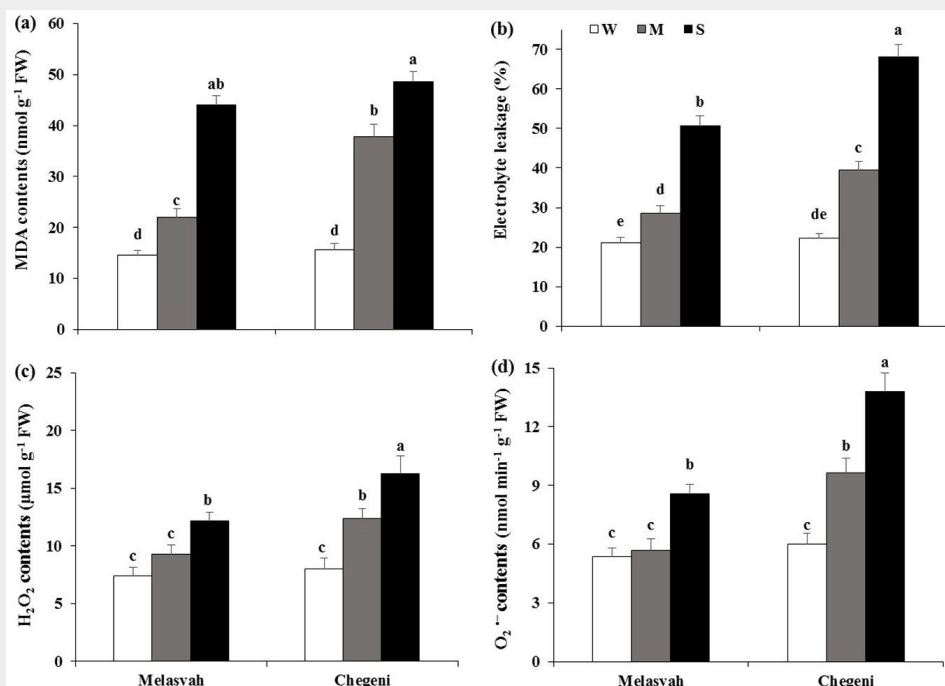 (a)
MDA contents (nmol g⁻¹ FW)
60
50
40
30
20
10
0
d
c
ab
d
b
a
(b)
W M S
Electrolyte leakage (%)
70
60
50
40
30
20
10
0
e
d
b
de
c
a
(c)
H₂O₂ contents (µmol g⁻¹ FW)
25
20
15
10
5
0
c
c
b
c
b
a
Melasyah
Chegeni
(d)
O₂•− contents (nmol min⁻¹ g⁻¹ FW)
15
12
9
6
3
0
c
c
b
c
b
a
Melasyah
Chegeni